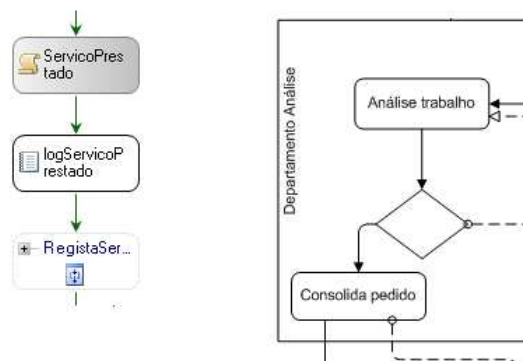 ServicoPres
tado
logServicoP
restado
RegistaSer...
Departamento Análise
Análise trabalho
Consolida pedido